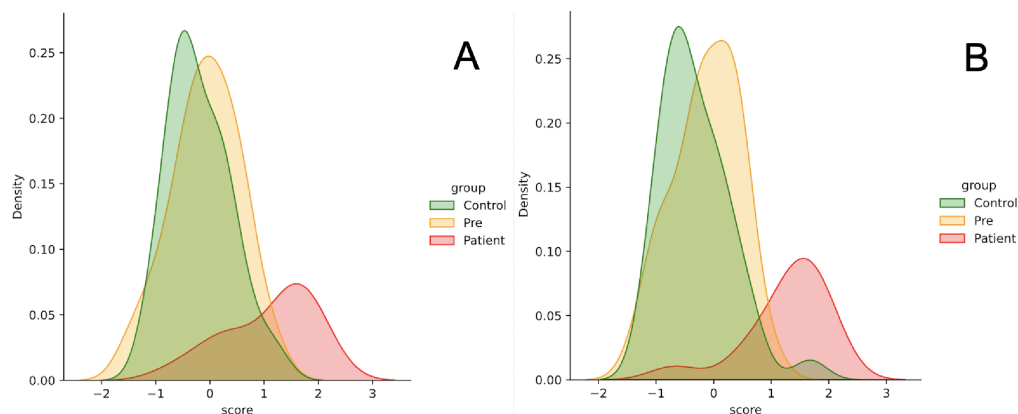 A
0.25
0.20
0.15
0.10
0.05
0.00
Density
−2
−1
0
1
2
3
score
group
Control
Pre
Patient
B
0.25
0.20
0.15
0.10
0.05
0.00
Density
−2
−1
0
1
2
3
score
group
Control
Pre
Patient